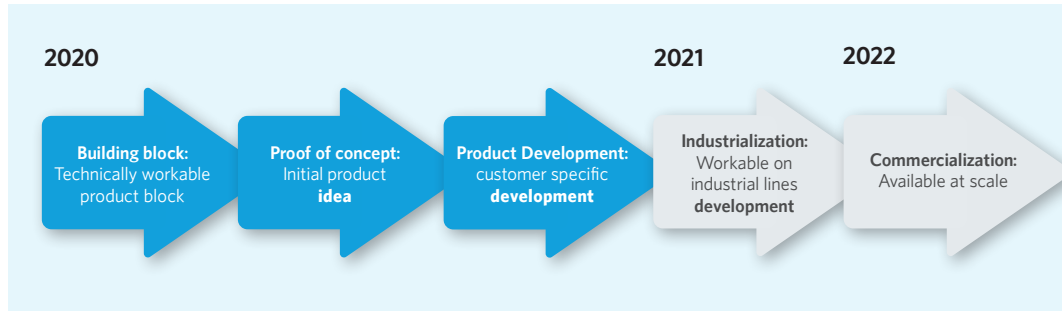 2020
2021
2022
Building block:
Technically workable
product block
Proof of concept:
Initial product
idea
Product Development:
customer specific
development
Industrialization:
Workable on
industrial lines
development
Commercialization:
Available at scale